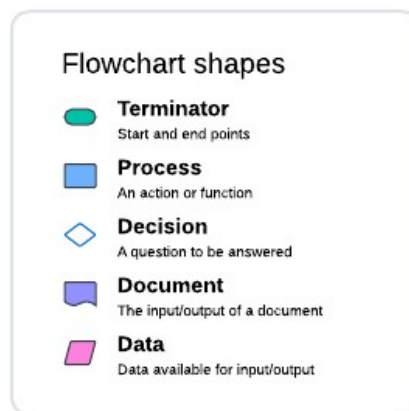 Flowchart shapes
Terminator
Start and end points
Process
An action or function
Decision
A question to be answered
Document
The input/output of a document
Data
Data available for input/output